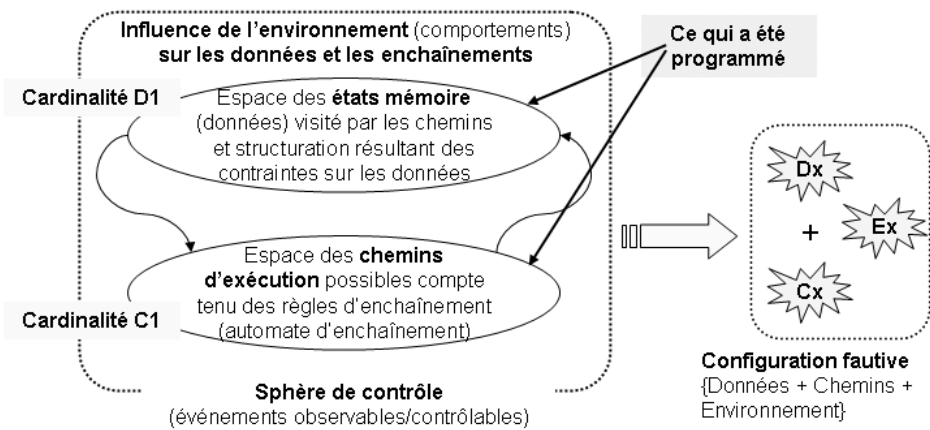 Influence de l'environnement (comportements)
sur les données et les enchaînements
Ce qui a été
programmé
Cardinalité D1
Espace des états mémoire
(données) visité par les chemins
et structuration résultant des
contraintes sur les données
Espace des chemins
d'exécution possibles compte
tenu des règles d'enchaînement
(automate d'enchaînement)
Cardinalité C1
Sphère de contrôle
(événements observables/contrôlables)
Dx
+
Ex
Cx
Configuration fautive
{Données + Chemins +
Environnement}